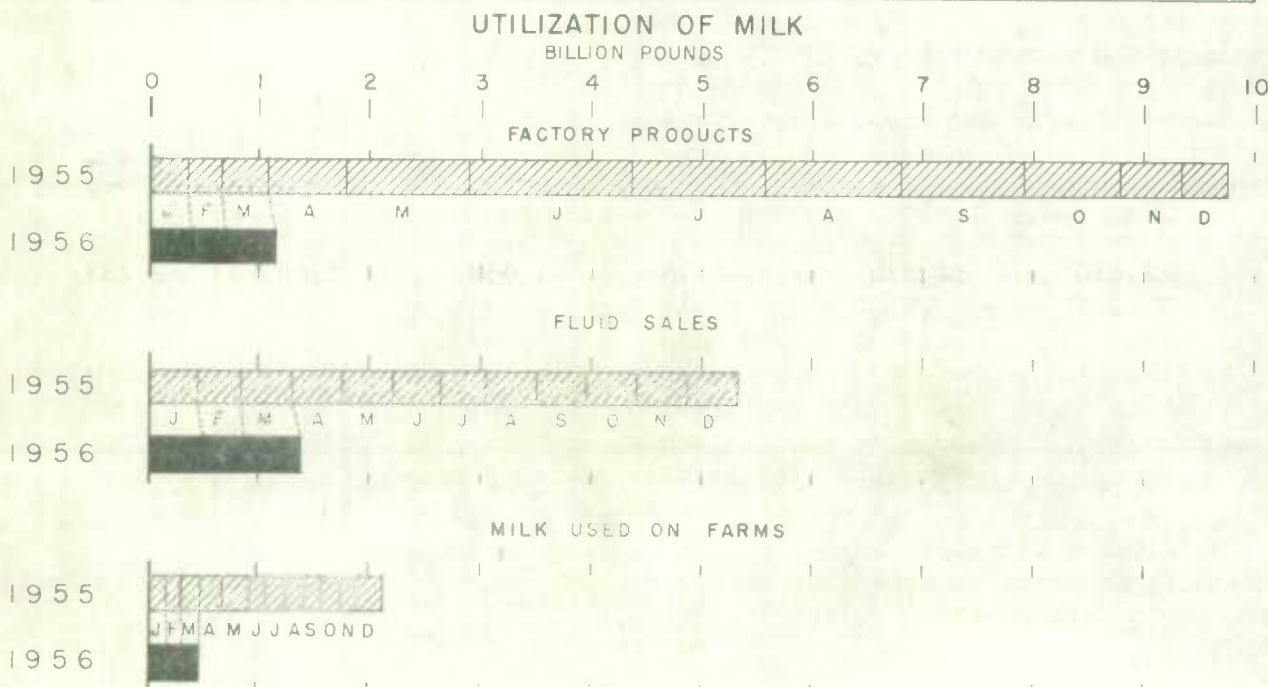 UTILIZATION OF MILK
BILLION POUNDS
0 1 2 3 4 5 6 7 8 9 10
FACTORY PRODUCTS
1955
J F M A M J J A S O N D
1956
FLUID SALES
1955
J F M A M J J A S O N D
1956
MILK USED ON FARMS
1955
J F M A M J J A S O N D
1956